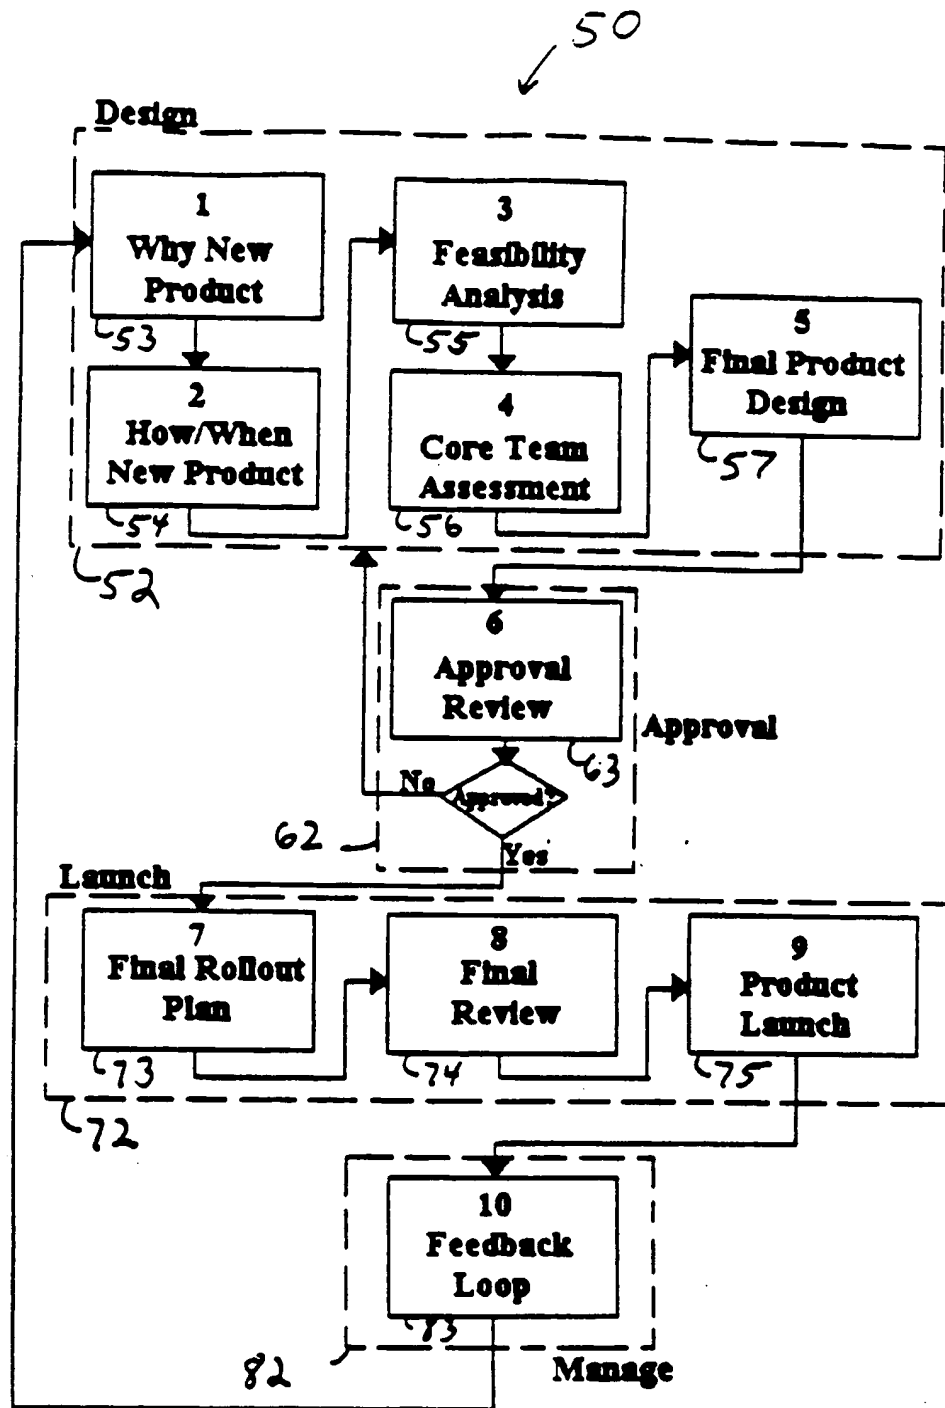 50
Design
1
Why New
Product
53
2
How/When
New Product
54
3
Feasibility
Analysis
55
4
Core Team
Assessment
56
5
Final Product
Design
57
52
6
Approval
Review
63
Approval
No
Approved?
62
Yes
Launch
7
Final Rollout
Plan
73
8
Final
Review
74
9
Product
Launch
75
72
10
Feedback
Loop
83
82
Manage